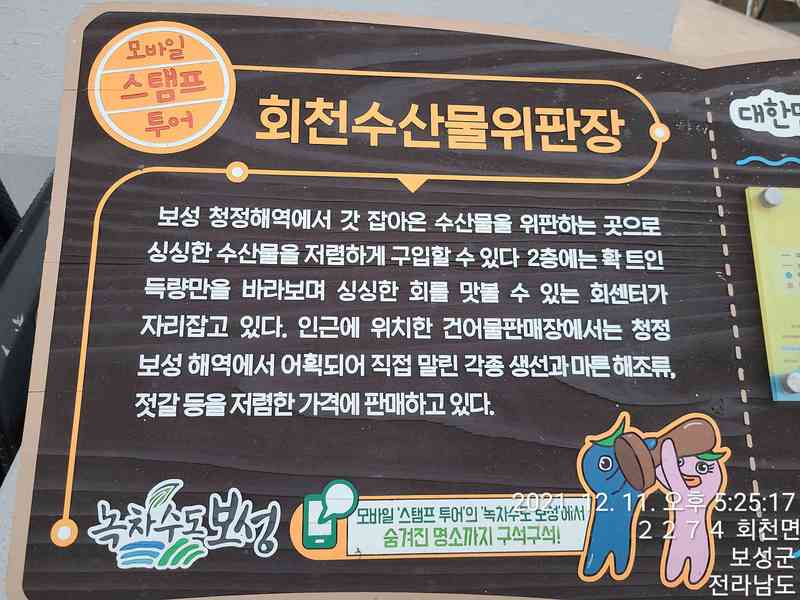 모바일
스탬프
투어
회천수산물위판장
보성 청정해역에서 갓 잡아온 수산물을 위판하는 곳으로
싱싱한 수산물을 저렴하게 구입할 수 있다 2층에는 확 트인
득량만을 바라보며 싱싱한 회를 맛볼 수 있는 회센터가
자리잡고 있다. 인근에 위치한 건어물판매장에서는 청정
보성 해역에서 어획되어 직접 말린 각종 생선과 마른 해조류,
젓갈 등을 저렴한 가격에 판매하고 있다.
녹차수도보성
모바일 '스탬프 투어'의 '녹차수도 보성'에서
숨겨진 명소까지 구석구석!
대한
2021. 12. 11. 오후 5:25:17
2 2 7 4 회천면
보성군
전라남도